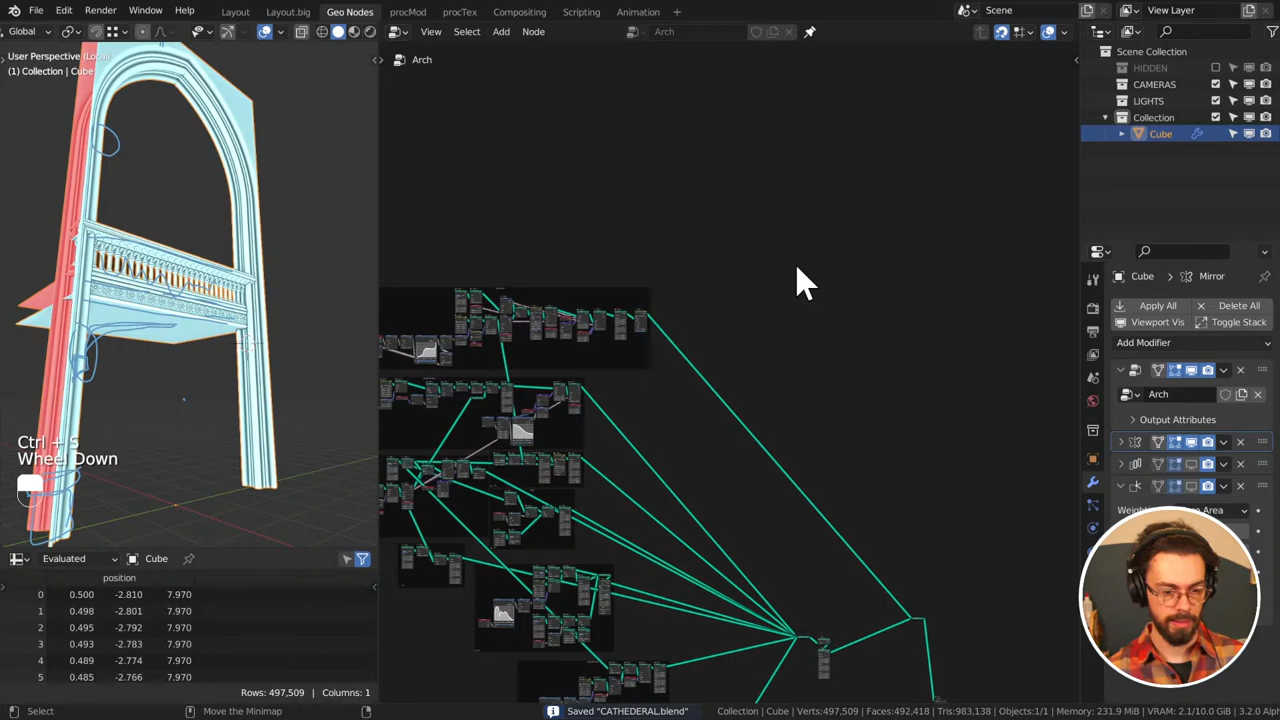 File Edit Render Window Help Layout Layout.big Geo Nodes procMod procTex Compositing Scripting Animation + Scene View Layer
Global View Select Add Node Arch
User Perspective (Local)
(1) Collection | Cube
Arch
Scene Collection
HIDDEN
CAMERAS
LIGHTS
Collection
Cube
Cube Mirror
Apply All Delete All
Viewport Vis Toggle Stack
Add Modifier
Arch
Output Attributes
Ctrl + S
Wheel Down
Evaluated Cube
position
0 0.500 -2.810 7.970
1 0.498 -2.801 7.970
2 0.495 -2.792 7.970
3 0.493 -2.783 7.970
4 0.489 -2.774 7.970
5 0.485 -2.766 7.970
Rows: 497,509 | Columns: 1
Select Move the Minimap Saved "CATHEDERAL.blend" Collection | Cube | Verts:497,509 | Faces:492,418 | Tris:983,138 | Objects:1/1 | Memory: 231.9 MiB | VRAM: 2.1/10.0 GiB | 3.2.0 Alp